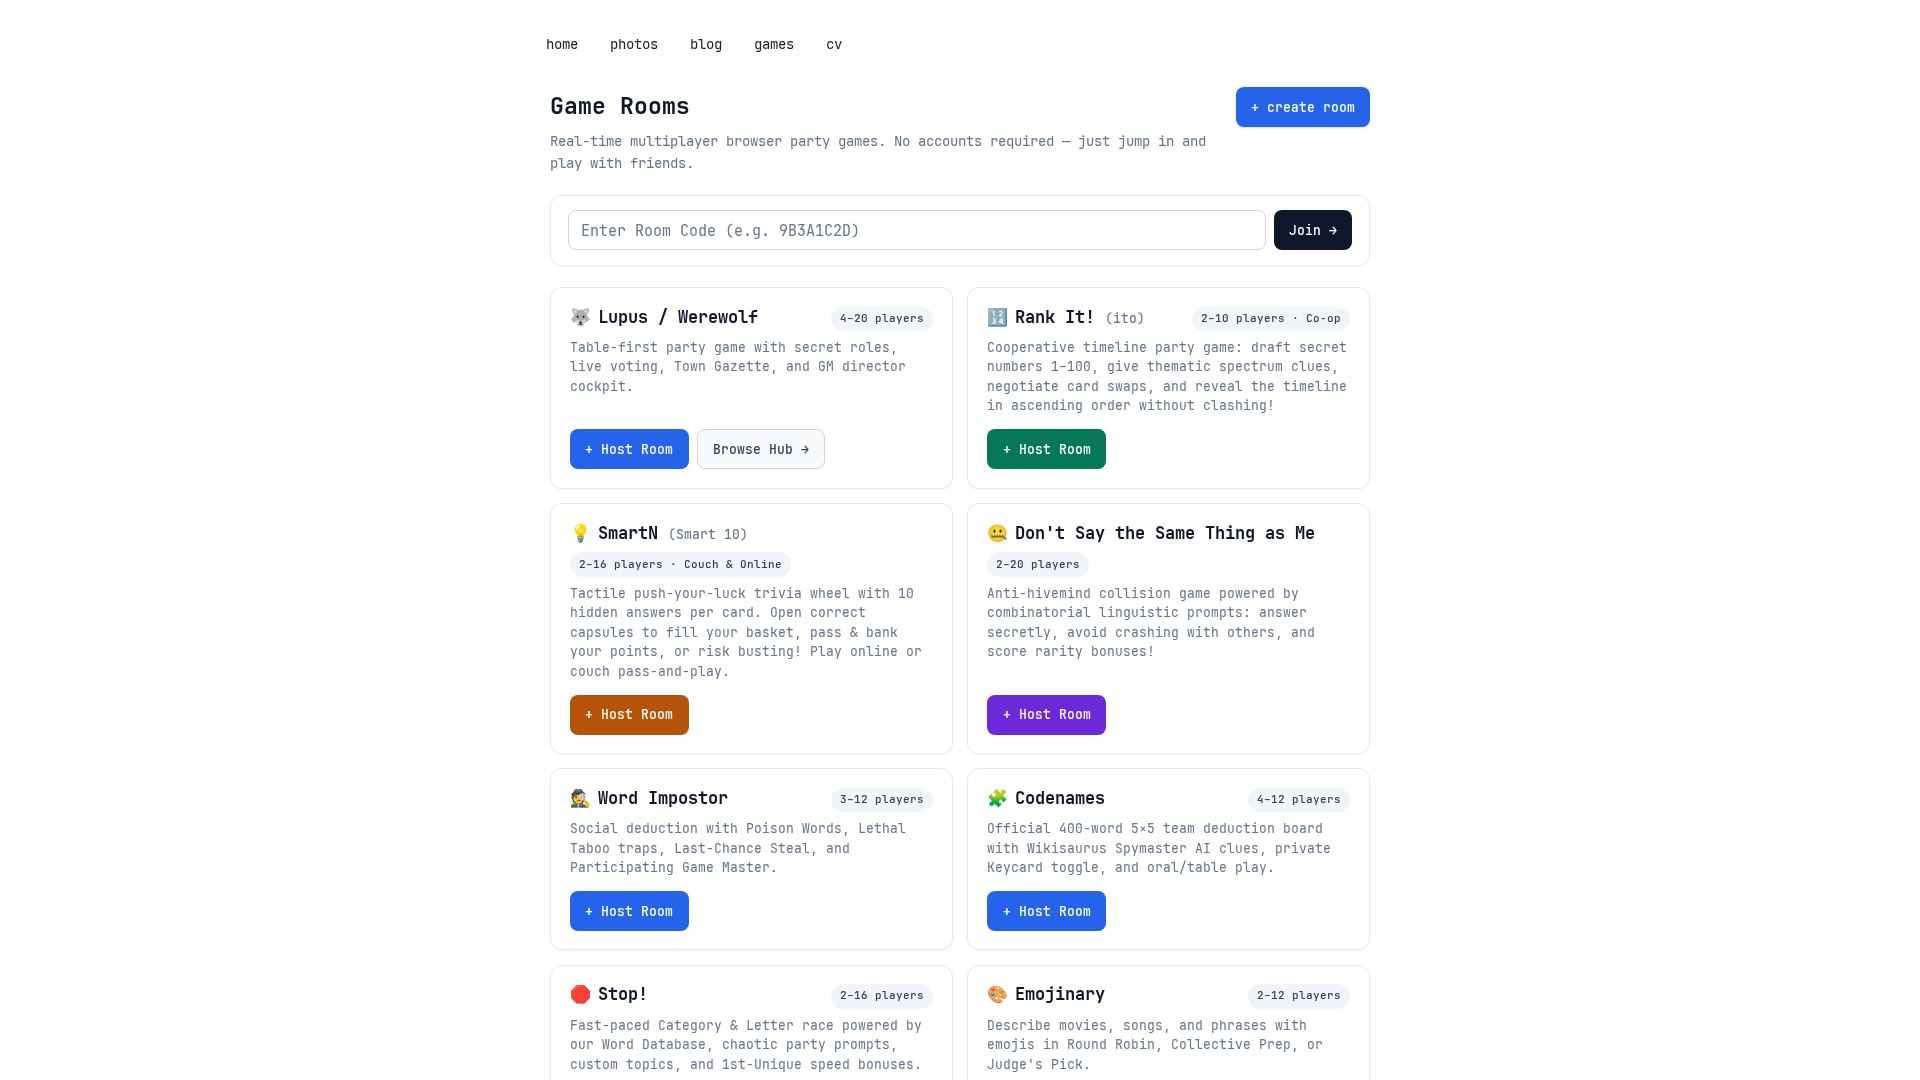 home photos blog games cv
Game Rooms
+ create room
Real-time multiplayer browser party games. No accounts required — just jump in and
play with friends.
Enter Room Code (e.g. 9B3A1C2D)
Join →
🐺 Lupus / Werewolf
4–20 players
Table-first party game with secret roles,
live voting, Town Gazette, and GM director
cockpit.
+ Host Room
Browse Hub →
🔢 Rank It! (ito)
2–10 players · Co-op
Cooperative timeline party game: draft secret
numbers 1–100, give thematic spectrum clues,
negotiate card swaps, and reveal the timeline
in ascending order without clashing!
+ Host Room
💡 SmartN (Smart 10)
2–16 players · Couch & Online
Tactile push-your-luck trivia wheel with 10
hidden answers per card. Open correct
capsules to fill your basket, pass & bank
your points, or risk busting! Play online or
couch pass-and-play.
+ Host Room
🤐 Don't Say the Same Thing as Me
2–20 players
Anti-hivemind collision game powered by
combinatorial linguistic prompts: answer
secretly, avoid crashing with others, and
score rarity bonuses!
+ Host Room
🕵️ Word Impostor
3–12 players
Social deduction with Poison Words, Lethal
Taboo traps, Last-Chance Steal, and
Participating Game Master.
+ Host Room
🧩 Codenames
4–12 players
Official 400-word 5×5 team deduction board
with Wikisaurus Spymaster AI clues, private
Keycard toggle, and oral/table play.
+ Host Room
🛑 Stop!
2–16 players
Fast-paced Category & Letter race powered by
our Word Database, chaotic party prompts,
custom topics, and 1st-Unique speed bonuses.
🎨 Emojinary
2–12 players
Describe movies, songs, and phrases with
emojis in Round Robin, Collective Prep, or
Judge's Pick.